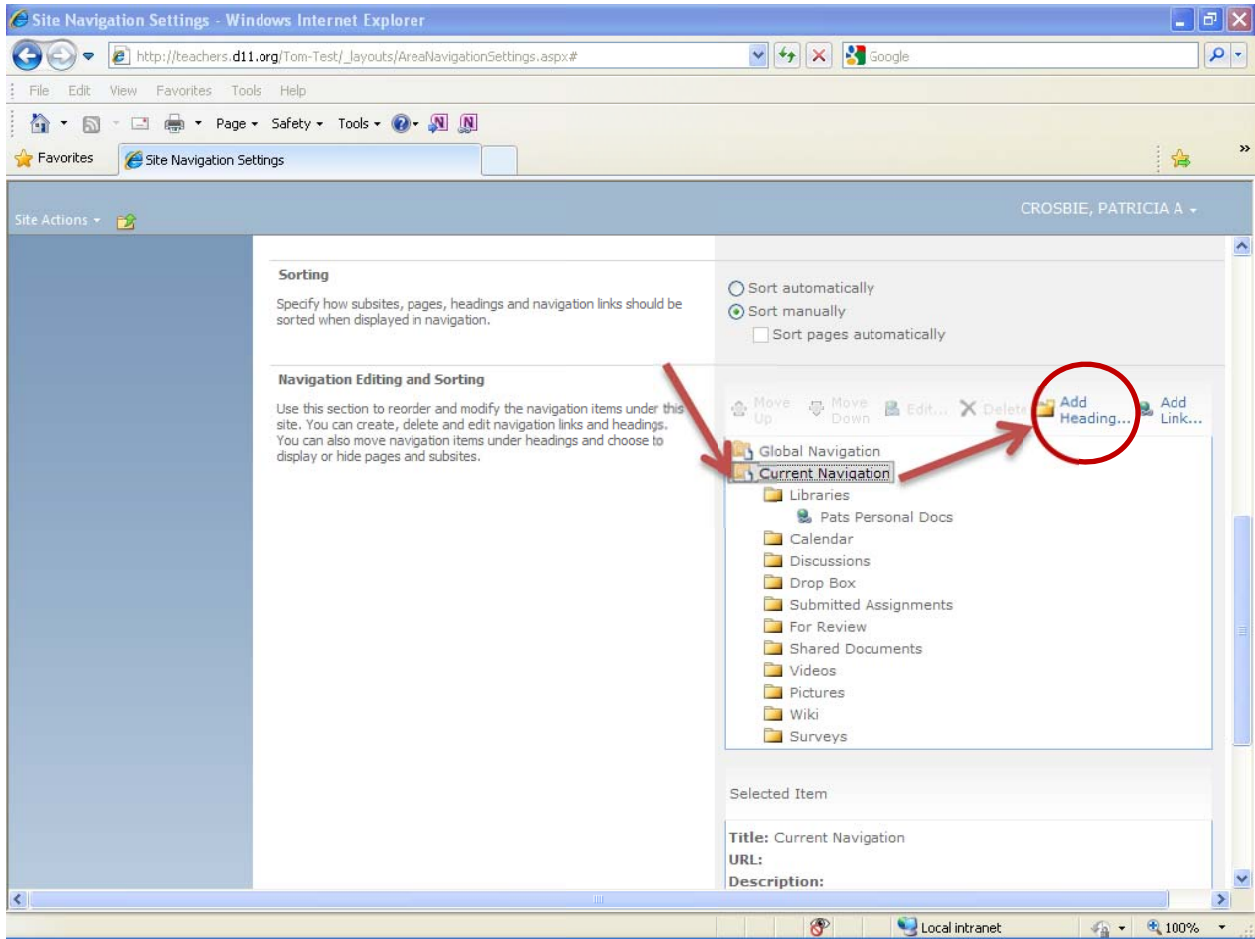 Site Navigation Settings - Windows Internet Explorer
http://teachers.d11.org/Tom-Test/_layouts/AreaNavigationSettings.aspx#
Google
File Edit View Favorites Tools Help
Page Safety Tools
Favorites
Site Navigation Settings
Site Actions
CROSBIE, PATRICIA A
Sorting
Specify how subsites, pages, headings and navigation links should be
sorted when displayed in navigation.
Sort automatically
Sort manually
Sort pages automatically
Navigation Editing and Sorting
Use this section to reorder and modify the navigation items under this
site. You can create, delete and edit navigation links and headings.
You can also move navigation items under headings and choose to
display or hide pages and subsites.
Move Up
Move Down
Edit...
Delete
Add Heading...
Add Link...
Global Navigation
Current Navigation
Libraries
Pats Personal Docs
Calendar
Discussions
Drop Box
Submitted Assignments
For Review
Shared Documents
Videos
Pictures
Wiki
Surveys
Selected Item
Title: Current Navigation
URL:
Description:
Local intranet
100%